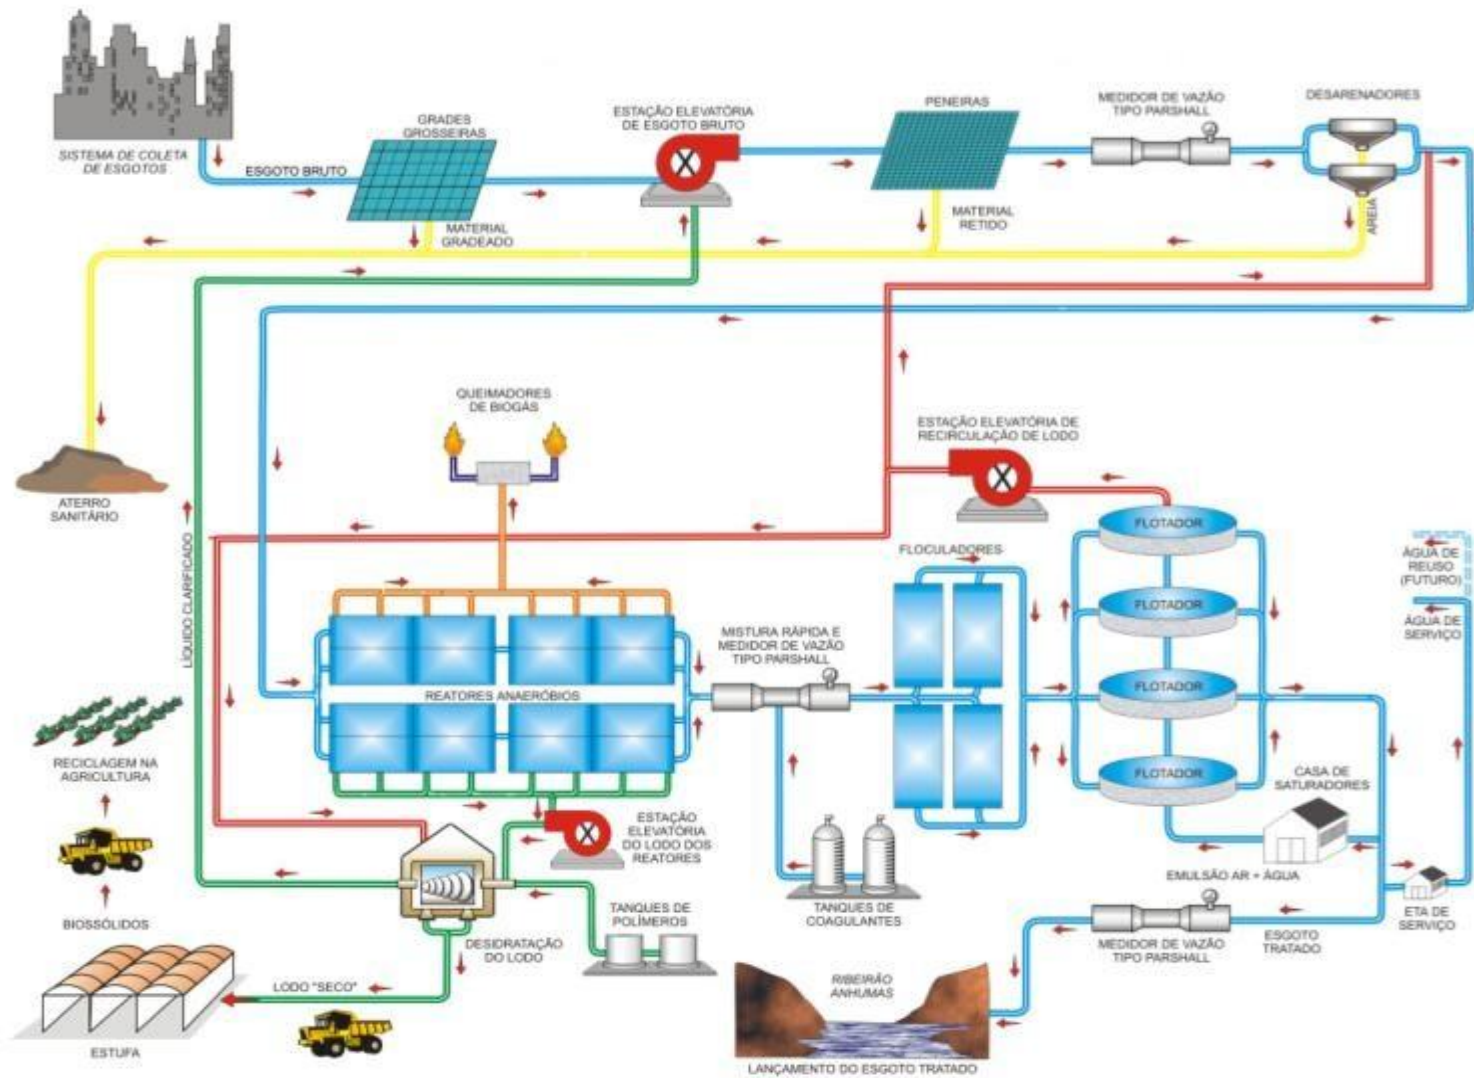 SISTEMA DE COLETA
DE ESGOTOS
ESGOTO BRUTO
GRADES
GROSSEIRAS
MATERIAL
GRADEADO
ESTAÇÃO ELEVATÓRIA
DE ESGOTO BRUTO
PENEIRAS
MATERIAL
RETIDO
MEDIDOR DE VAZÃO
TIPO PARSHALL
DESARENADORES
AREIA
ATERRO
SANITÁRIO
LÍQUIDO CLARIFICADO
QUEIMADORES
DE BIOGÁS
ESTAÇÃO ELEVATÓRIA DE
RECIRCULAÇÃO DE LODO
FLOTADOR
FLOTADOR
FLOTADOR
FLOTADOR
FLOCULADORES
ÁGUA DE
REUSO
(FUTURO)
ÁGUA DE
SERVIÇO
MISTURA RÁPIDA E
MEDIDOR DE VAZÃO
TIPO PARSHALL
REATORES ANAERÓBIOS
RECICLAGEM NA
AGRICULTURA
CASA DE
SATURADORES
ESTAÇÃO
ELEVATÓRIA
DO LODO DOS
REATORES
EMULSÃO AR + ÁGUA
BIOSSÓLIDOS
TANQUES DE
POLÍMEROS
TANQUES DE
COAGULANTES
ETA DE
SERVIÇO
DESIDRATAÇÃO
DO LODO
MEDIDOR DE VAZÃO
TIPO PARSHALL
ESGOTO
TRATADO
LODO "SECO"
RIBEIRÃO
ANHUMAS
ESTUFA
LANÇAMENTO DO ESGOTO TRATADO